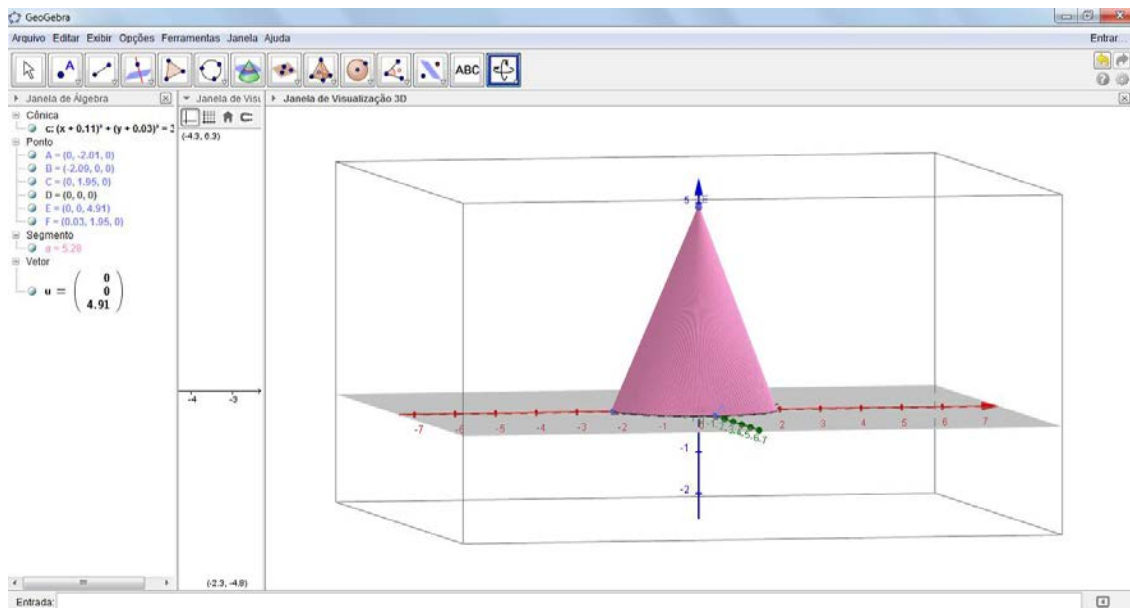 GeoGebra
Arquivo Editar Exibir Opções Ferramentas Janela Ajuda
Entrar...
A
ABC
Janela de Álgebra
Janela de Visu
Janela de Visualização 3D
Cônica
c: (x + 0.11)² + (y + 0.03)² =
Ponto
A = (0, -2.01, 0)
B = (-2.09, 0, 0)
C = (0, 1.95, 0)
D = (0, 0, 0)
E = (0, 0, 4.91)
F = (0.03, 1.95, 0)
Segmento
a = 5.28
Vetor
u = ( 0
0
4.91 )
(-4.3, 6.3)
-4 -3
(-2.3, -4.8)
5
-7 -6 -5 -4 -3 -2 -1 0 2 3 4 5 6 7
-1
-2
Entrada: